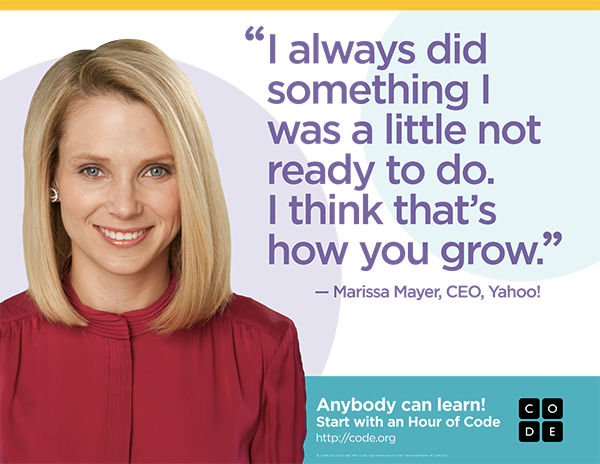 “I always did
something I
was a little not
ready to do.
I think that’s
how you grow.”
— Marissa Mayer, CEO, Yahoo!
Anybody can learn!
Start with an Hour of Code
http://code.org
C O
D E